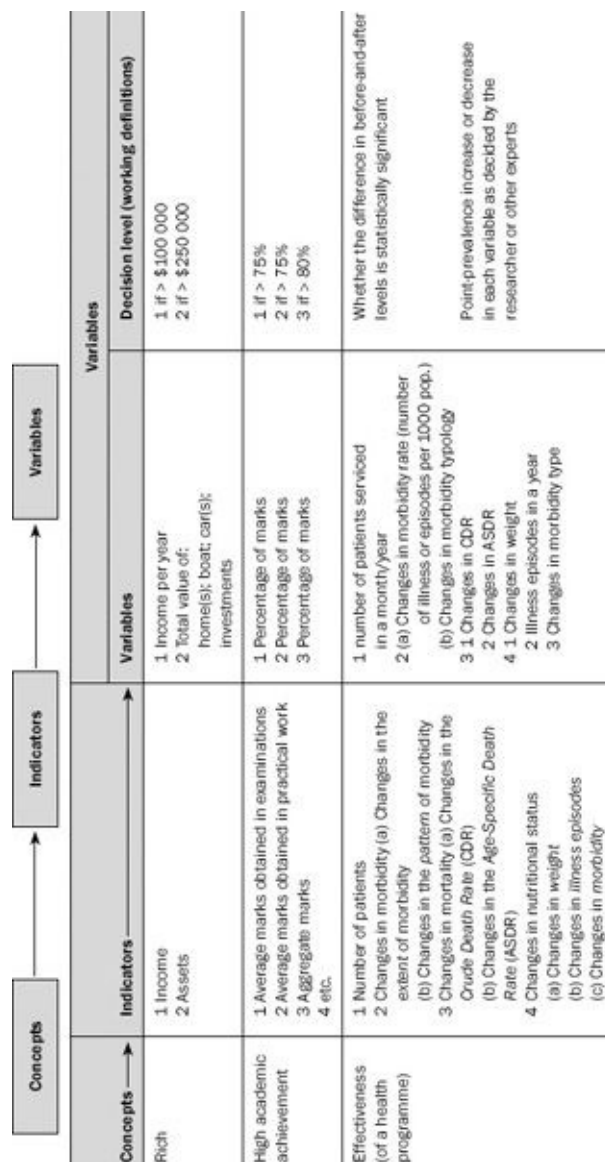 Concepts
Indicators
Variables
Variables
Concepts
Indicators
Variables
Decision level (working definitions)
Rich
1 Income
2 Assets
1 Income per year
2 Total value of:
home(s); boat; car(s);
investments
1 if > $100 000
2 if > $250 000
High academic
achievement
1 Average marks obtained in examinations
2 Average marks obtained in practical work
3 Aggregate marks
4 etc.
1 Percentage of marks
2 Percentage of marks
3 Percentage of marks
1 if > 75%
2 if > 75%
3 if > 80%
Effectiveness
(of a health
programme)
1 Number of patients
2 Changes in morbidity (a) Changes in the
extent of morbidity
(b) Changes in the pattern of morbidity
3 Changes in mortality (a) Changes in the
Crude Death Rate (CDR)
(b) Changes in the Age-Specific Death
Rate (ASDR)
4 Changes in nutritional status
(a) Changes in weight
(b) Changes in illness episodes
(c) Changes in morbidity
1 number of patients serviced
in a month/year
2 (a) Changes in morbidity rate (number
of illness or episodes per 1000 pop.)
(b) Changes in morbidity typology
3 1 Changes in CDR
2 Changes in ASDR
4 1 Changes in weight
2 Illness episodes in a year
3 Changes in morbidity type
Whether the difference in before-and-after
levels is statistically significant
Point-prevalence increase or decrease
in each variable as decided by the
researcher or other experts